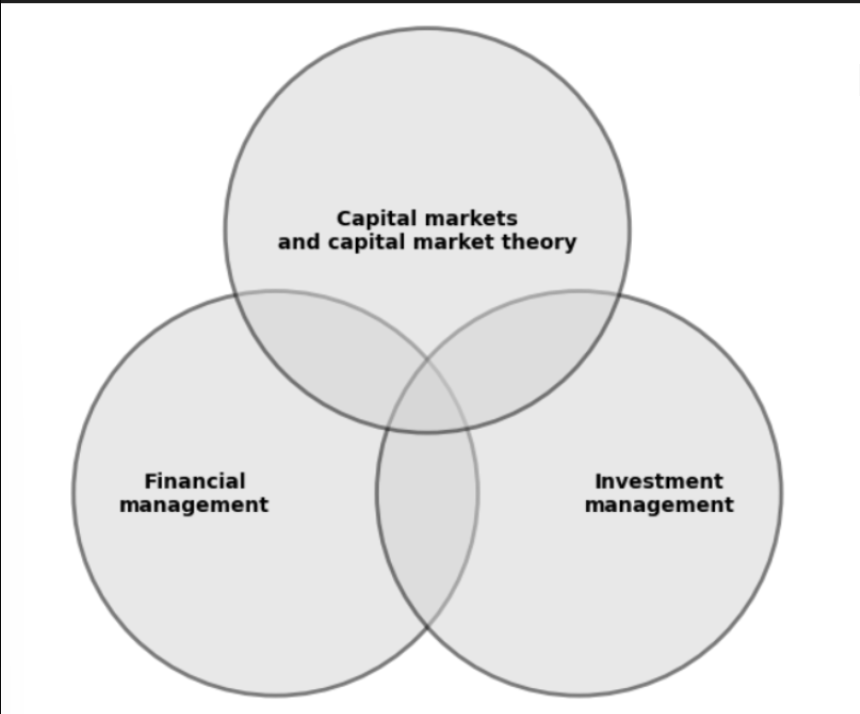 Capital markets
and capital market theory
Financial
management
Investment
management